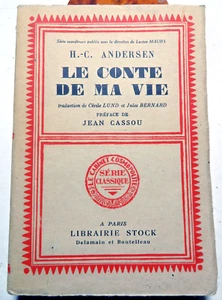 Série scandinave publiée sous la direction de Lucien MAURY.
H.-C. ANDERSEN
LE CONTE
DE MA VIE
traduction de Cécile LUND et Jules BERNARD
PRÉFACE DE
JEAN CASSOU
LE CABINET COSMOPOLITE
SÉRIE
CLASSIQUE
A PARIS
LIBRAIRIE STOCK
Delamain et Boutelleau